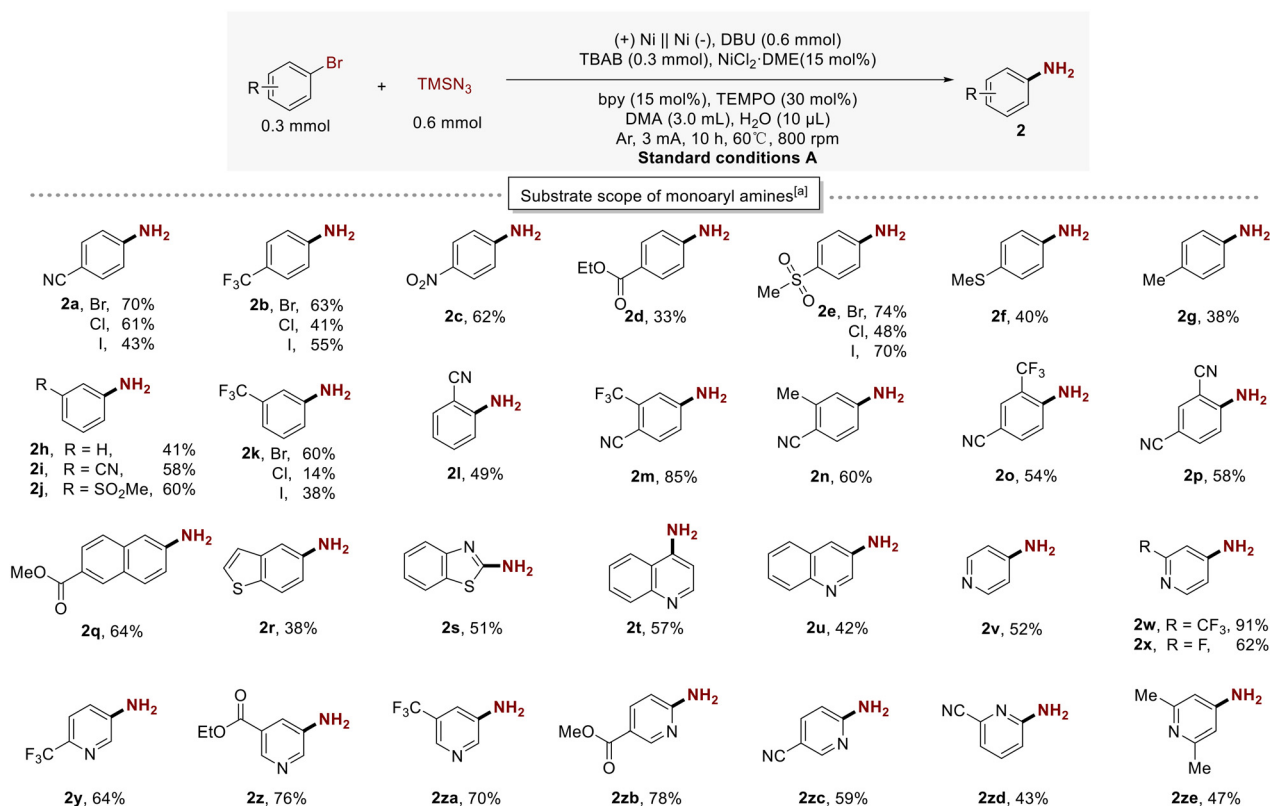 (+) Ni || Ni (-), DBU (0.6 mmol)
TBAB (0.3 mmol), NiCl₂·DME(15 mol%)
R
Br
+
TMSN₃
NH₂
R
0.3 mmol
0.6 mmol
2
bpy (15 mol%), TEMPO (30 mol%)
DMA (3.0 mL), H₂O (10 µL)
Ar, 3 mA, 10 h, 60℃, 800 rpm
Standard conditions A
Substrate scope of monoaryl amines[a]
NH₂
NC
2a, Br, 70%
Cl, 61%
I, 43%
NH₂
F₃C
2b, Br, 63%
Cl, 41%
I, 55%
NH₂
O₂N
2c, 62%
NH₂
EtO
O
2d, 33%
NH₂
O
S
Me
O
2e, Br, 74%
Cl, 48%
I, 70%
NH₂
MeS
2f, 40%
NH₂
Me
2g, 38%
R
NH₂
2h, R = H, 41%
2i, R = CN, 58%
2j, R = SO₂Me, 60%
F₃C
NH₂
2k, Br, 60%
Cl, 14%
I, 38%
CN
NH₂
2l, 49%
F₃C
NH₂
NC
2m, 85%
Me
NH₂
NC
2n, 60%
CF₃
NH₂
NC
2o, 54%
CN
NH₂
NC
2p, 58%
NH₂
MeO
O
2q, 64%
NH₂
S
2r, 38%
N
NH₂
S
2s, 51%
NH₂
N
2t, 57%
NH₂
N
2u, 42%
NH₂
N
2v, 52%
R
NH₂
N
2w, R = CF₃, 91%
2x, R = F, 62%
NH₂
F₃C
N
2y, 64%
O
EtO
NH₂
N
2z, 76%
F₃C
NH₂
N
2za, 70%
NH₂
N
MeO
O
2zb, 78%
NH₂
N
NC
2zc, 59%
NC
N
NH₂
2zd, 43%
Me
NH₂
N
Me
2ze, 47%